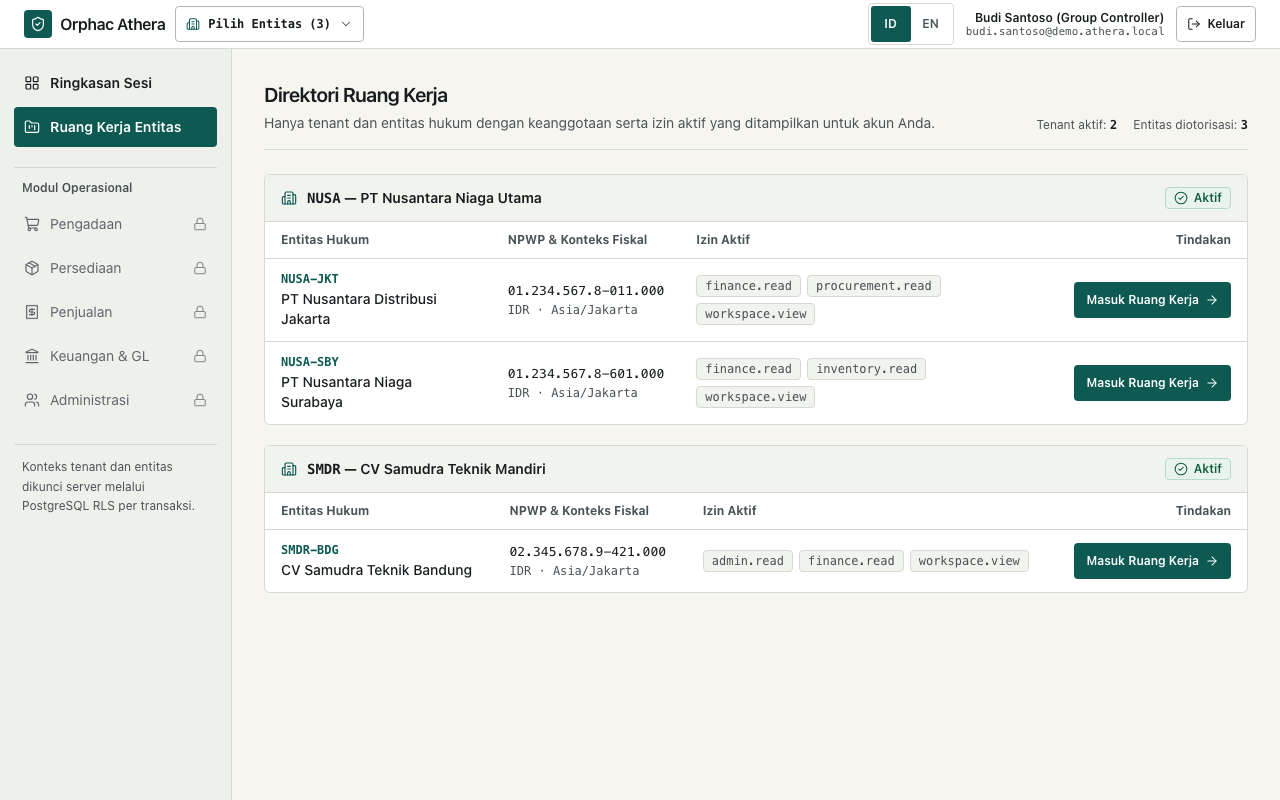 Orphac Athera
Pilih Entitas (3)
ID
EN
Budi Santoso (Group Controller)
budi.santoso@demo.athera.local
Keluar
Ringkasan Sesi
Ruang Kerja Entitas
Modul Operasional
Pengadaan
Persediaan
Penjualan
Keuangan & GL
Administrasi
Konteks tenant dan entitas
dikunci server melalui
PostgreSQL RLS per transaksi.
Direktori Ruang Kerja
Hanya tenant dan entitas hukum dengan keanggotaan serta izin aktif yang ditampilkan untuk akun Anda.
Tenant aktif: 2 Entitas diotorisasi: 3
NUSA — PT Nusantara Niaga Utama
Aktif
Entitas Hukum NPWP & Konteks Fiskal Izin Aktif Tindakan
NUSA-JKT
PT Nusantara Distribusi
Jakarta
01.234.567.8-011.000
IDR · Asia/Jakarta
finance.read procurement.read
workspace.view
Masuk Ruang Kerja →
NUSA-SBY
PT Nusantara Niaga
Surabaya
01.234.567.8-601.000
IDR · Asia/Jakarta
finance.read inventory.read
workspace.view
Masuk Ruang Kerja →
SMDR — CV Samudra Teknik Mandiri
Aktif
Entitas Hukum NPWP & Konteks Fiskal Izin Aktif Tindakan
SMDR-BDG
CV Samudra Teknik Bandung
02.345.678.9-421.000
IDR · Asia/Jakarta
admin.read finance.read workspace.view
Masuk Ruang Kerja →